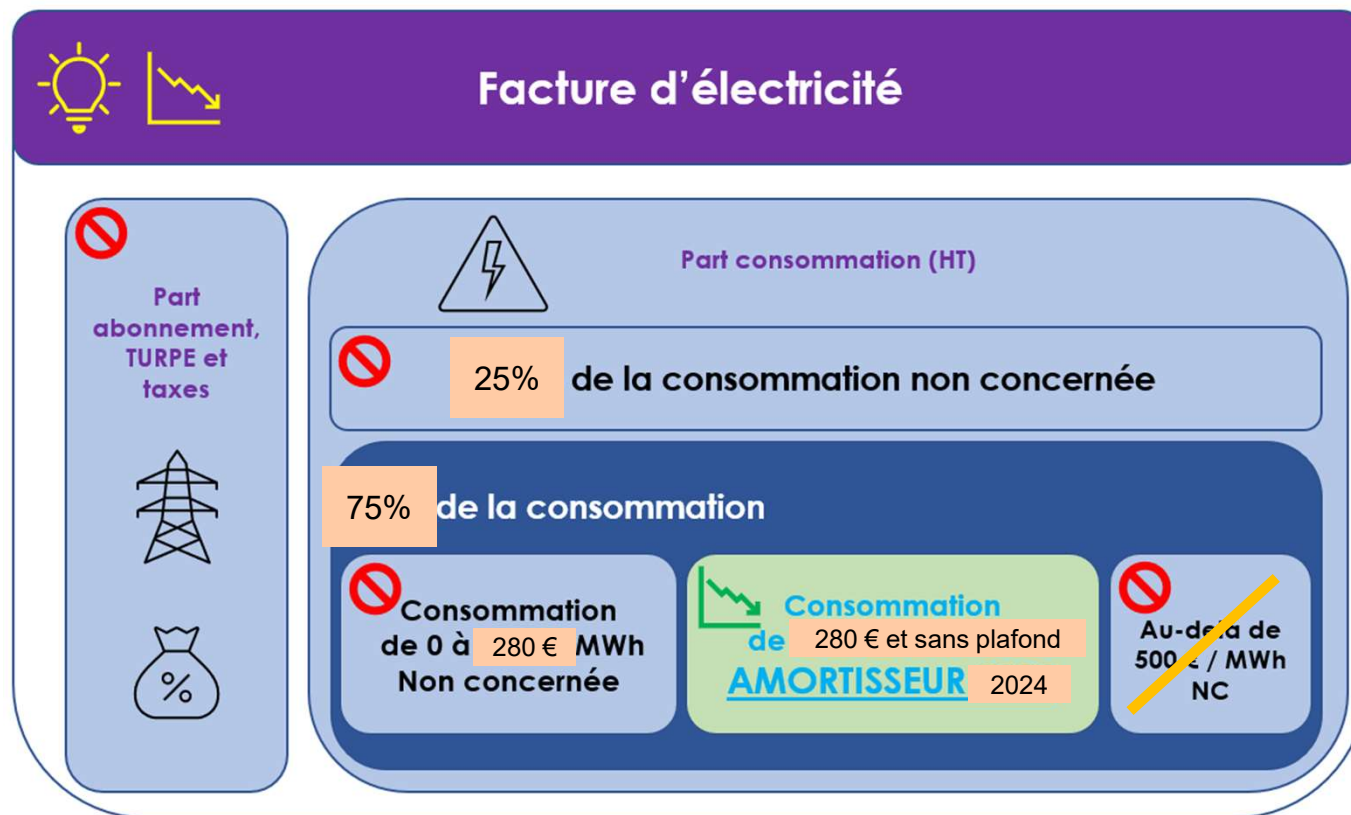 Facture d’électricité
Part
abonnement,
TURPE et
taxes
%
Part consommation (HT)
25% de la consommation non concernée
75% de la consommation
Consommation
de 0 à 280 € MWh
Non concernée
Consommation
de 280 € et sans plafond
AMORTISSEUR 2024
Au-delà de
500 € / MWh
NC